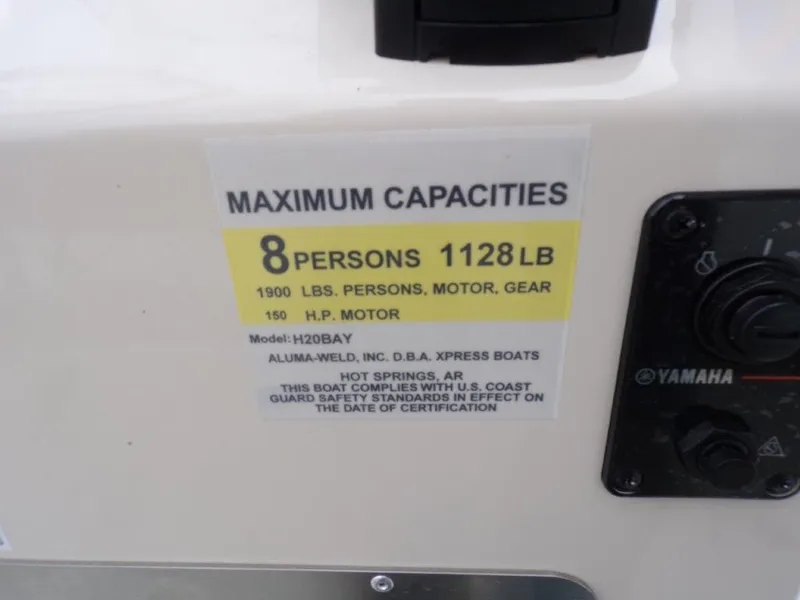 MAXIMUM CAPACITIES
8 PERSONS 1128 LB
1900 LBS. PERSONS, MOTOR, GEAR
150 H.P. MOTOR
Model: H20BAY
ALUMA-WELD, INC. D.B.A. XPRESS BOATS
HOT SPRINGS, AR
THIS BOAT COMPLIES WITH U.S. COAST
GUARD SAFETY STANDARDS IN EFFECT ON
THE DATE OF CERTIFICATION
YAMAHA